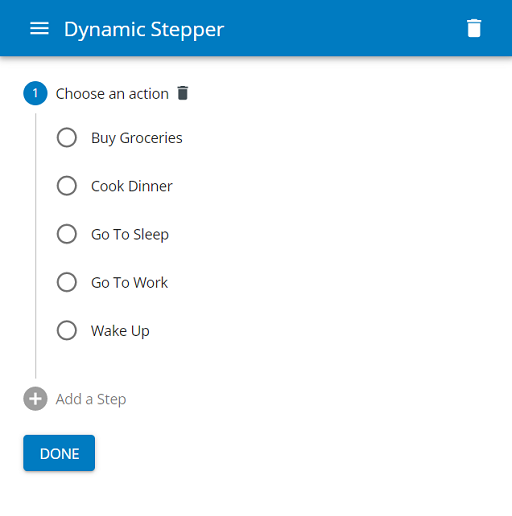 Dynamic Stepper
1 Choose an action
Buy Groceries
Cook Dinner
Go To Sleep
Go To Work
Wake Up
Add a Step
DONE